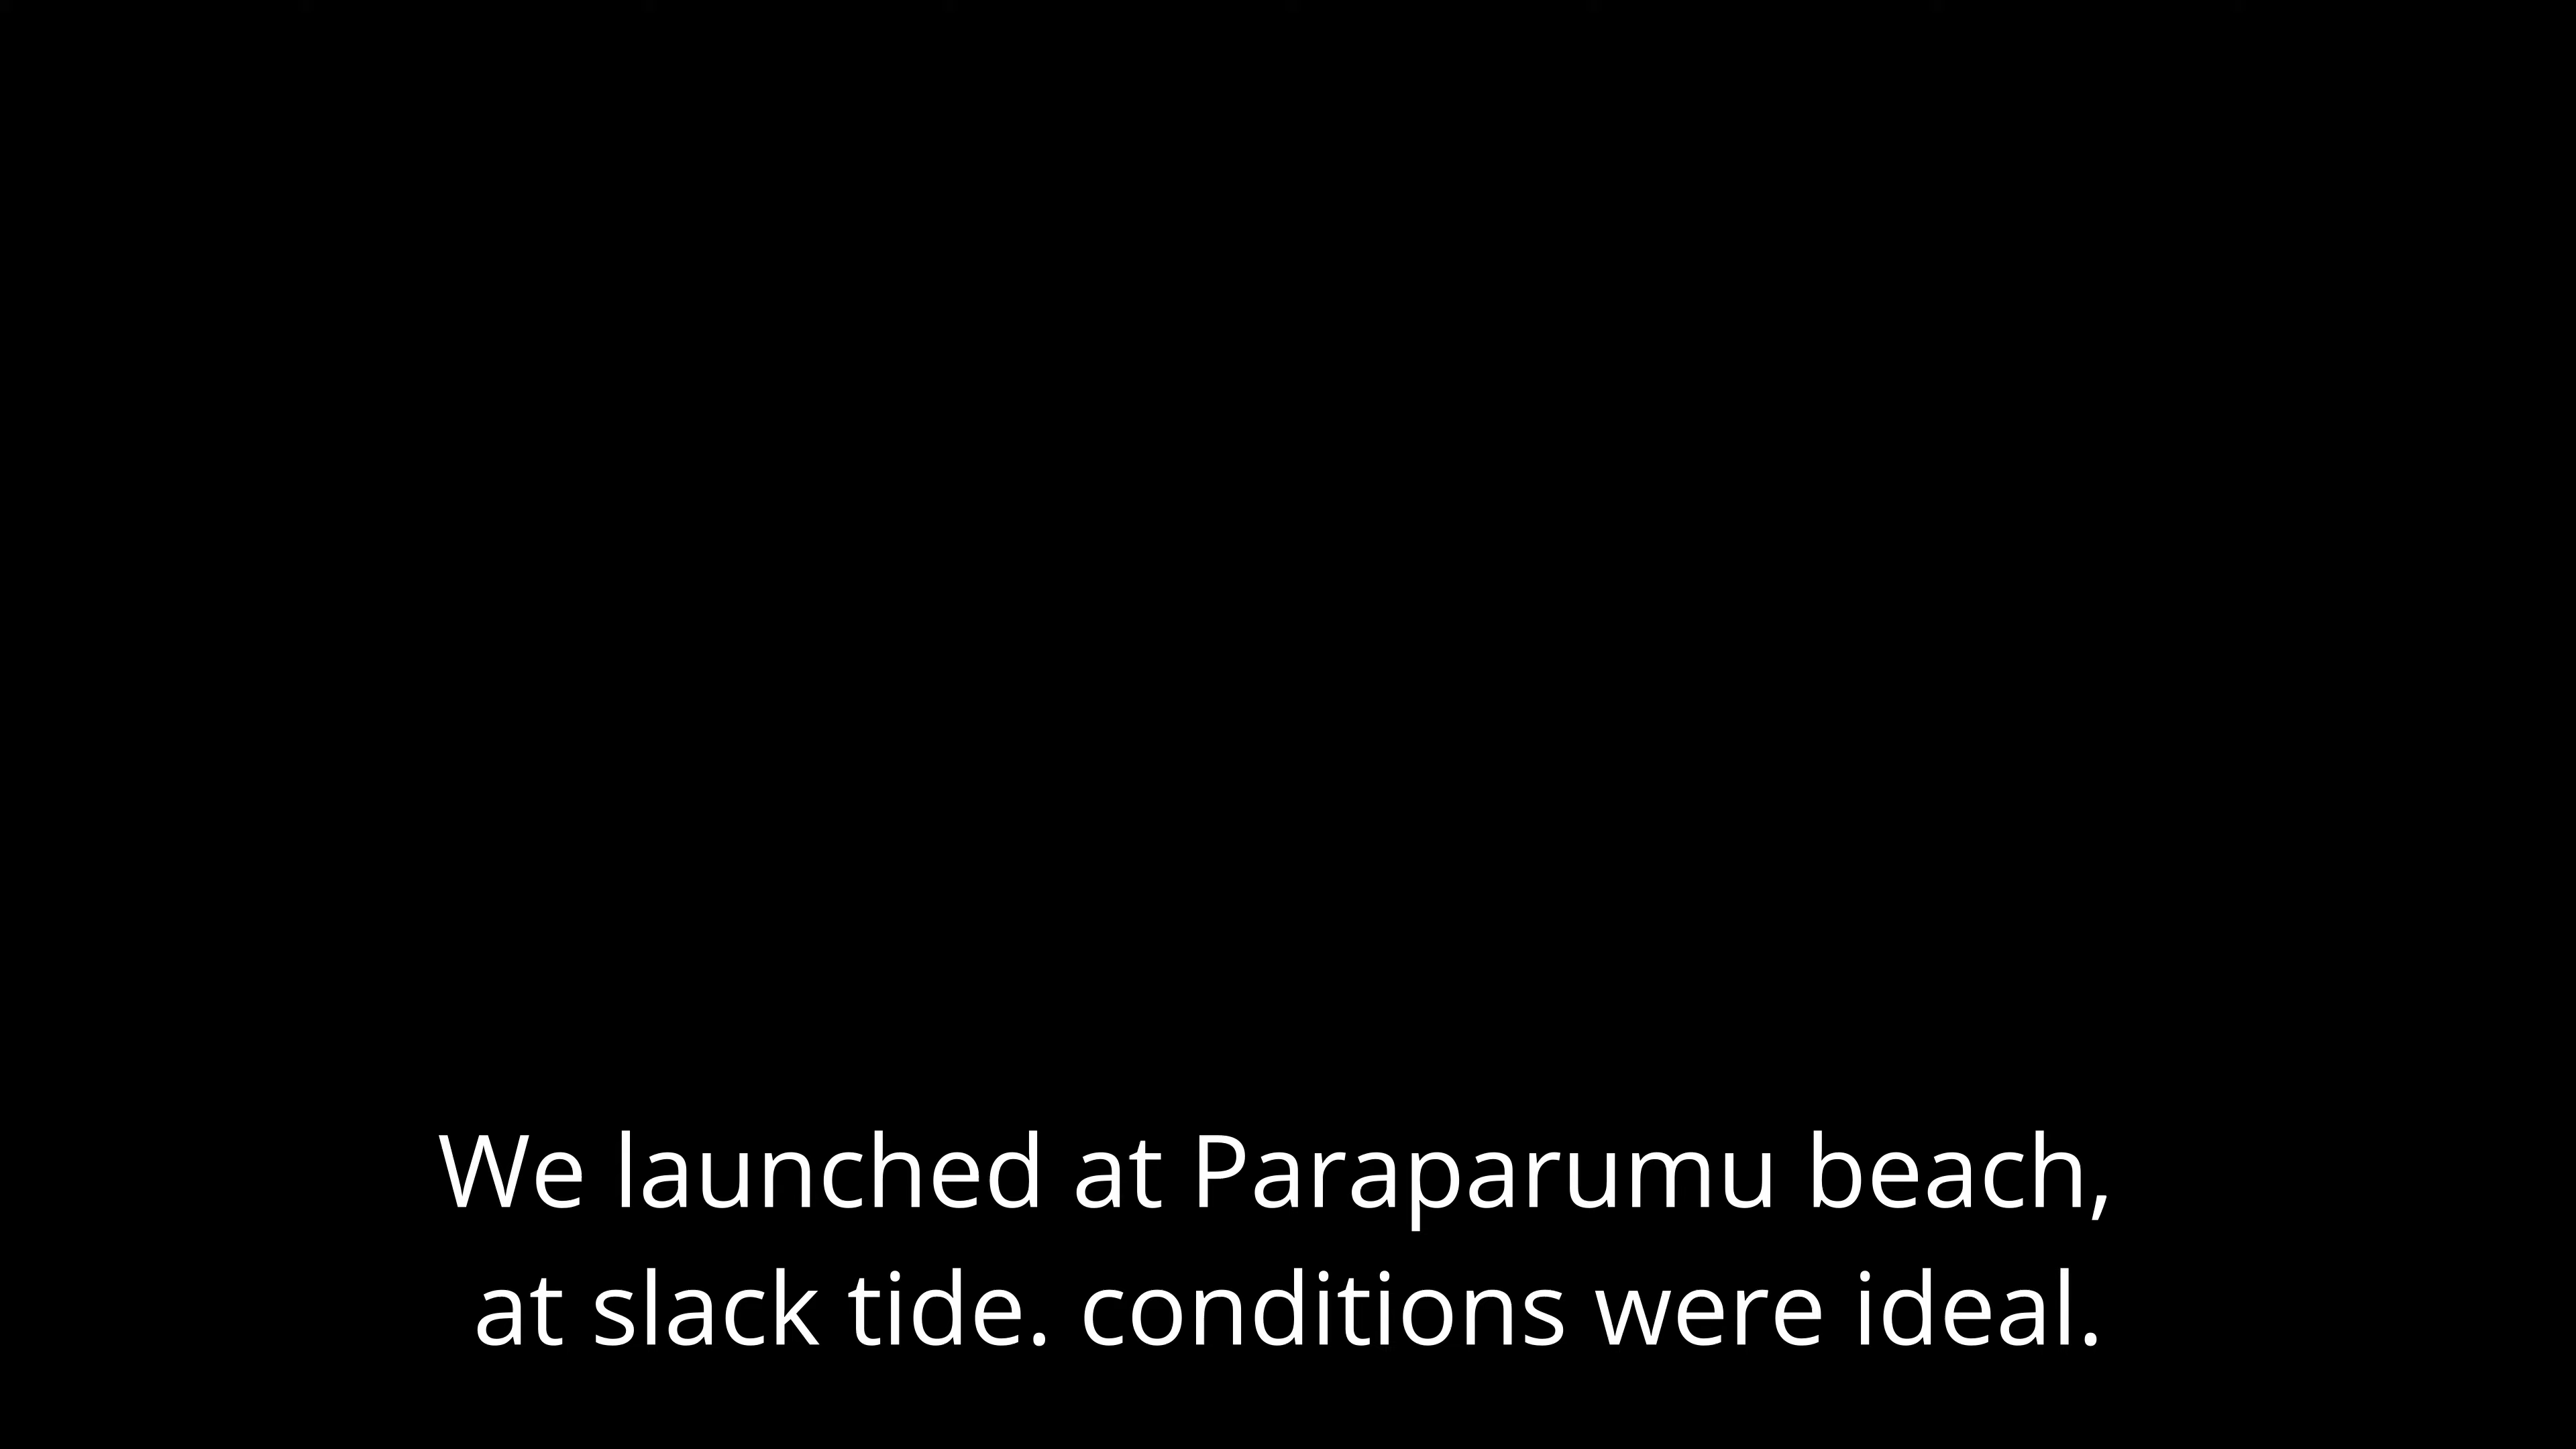 We launched at Paraparumu beach,
at slack tide. conditions were ideal.